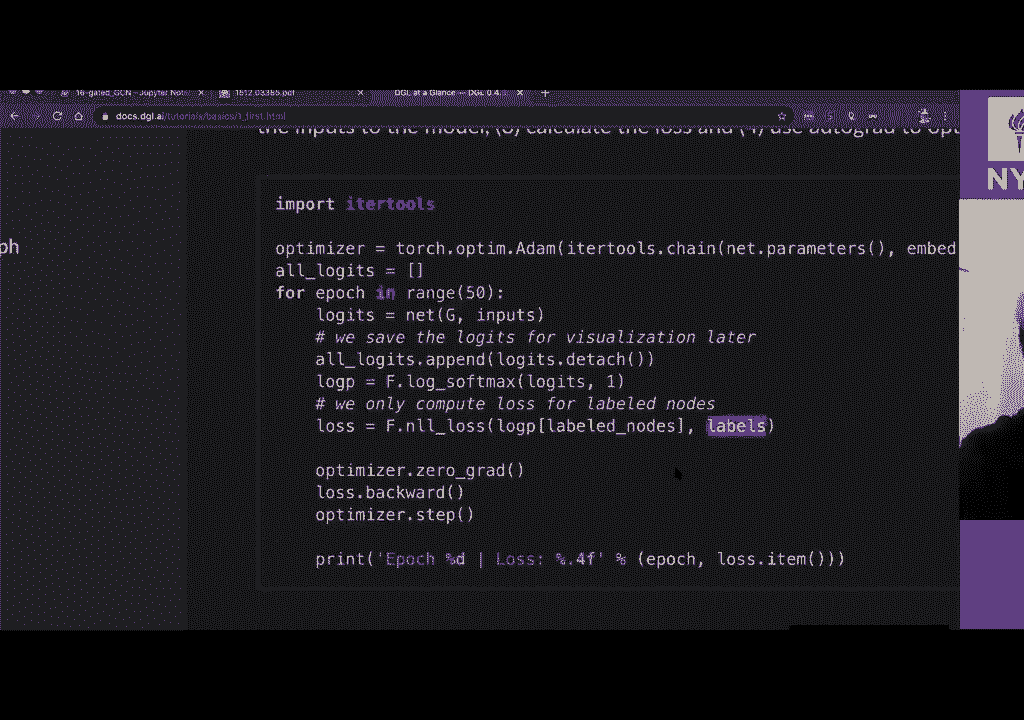 16-gated_GCN - Jupyter Not
1512.03385.pdf
DGL at a Glance — DGL 0.4
docs.dgl.ai/tutorials/basics/1_first.html
the inputs to the model, (3) calculate the loss and (4) use autograd to op
NY
ph
import itertools
optimizer = torch.optim.Adam(itertools.chain(net.parameters(), embed
all_logits = []
for epoch in range(50):
logits = net(G, inputs)
# we save the logits for visualization later
all_logits.append(logits.detach())
logp = F.log_softmax(logits, 1)
# we only compute loss for labeled nodes
loss = F.nll_loss(logp[labeled_nodes], labels)
optimizer.zero_grad()
loss.backward()
optimizer.step()
print('Epoch %d | Loss: %.4f' % (epoch, loss.item()))